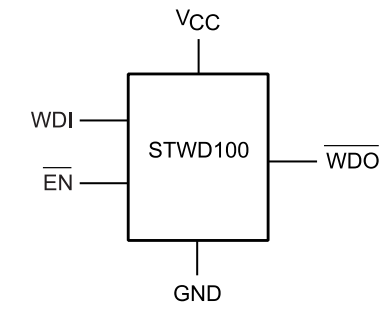 VCC
WDI
STWD100
WDO
EN
GND